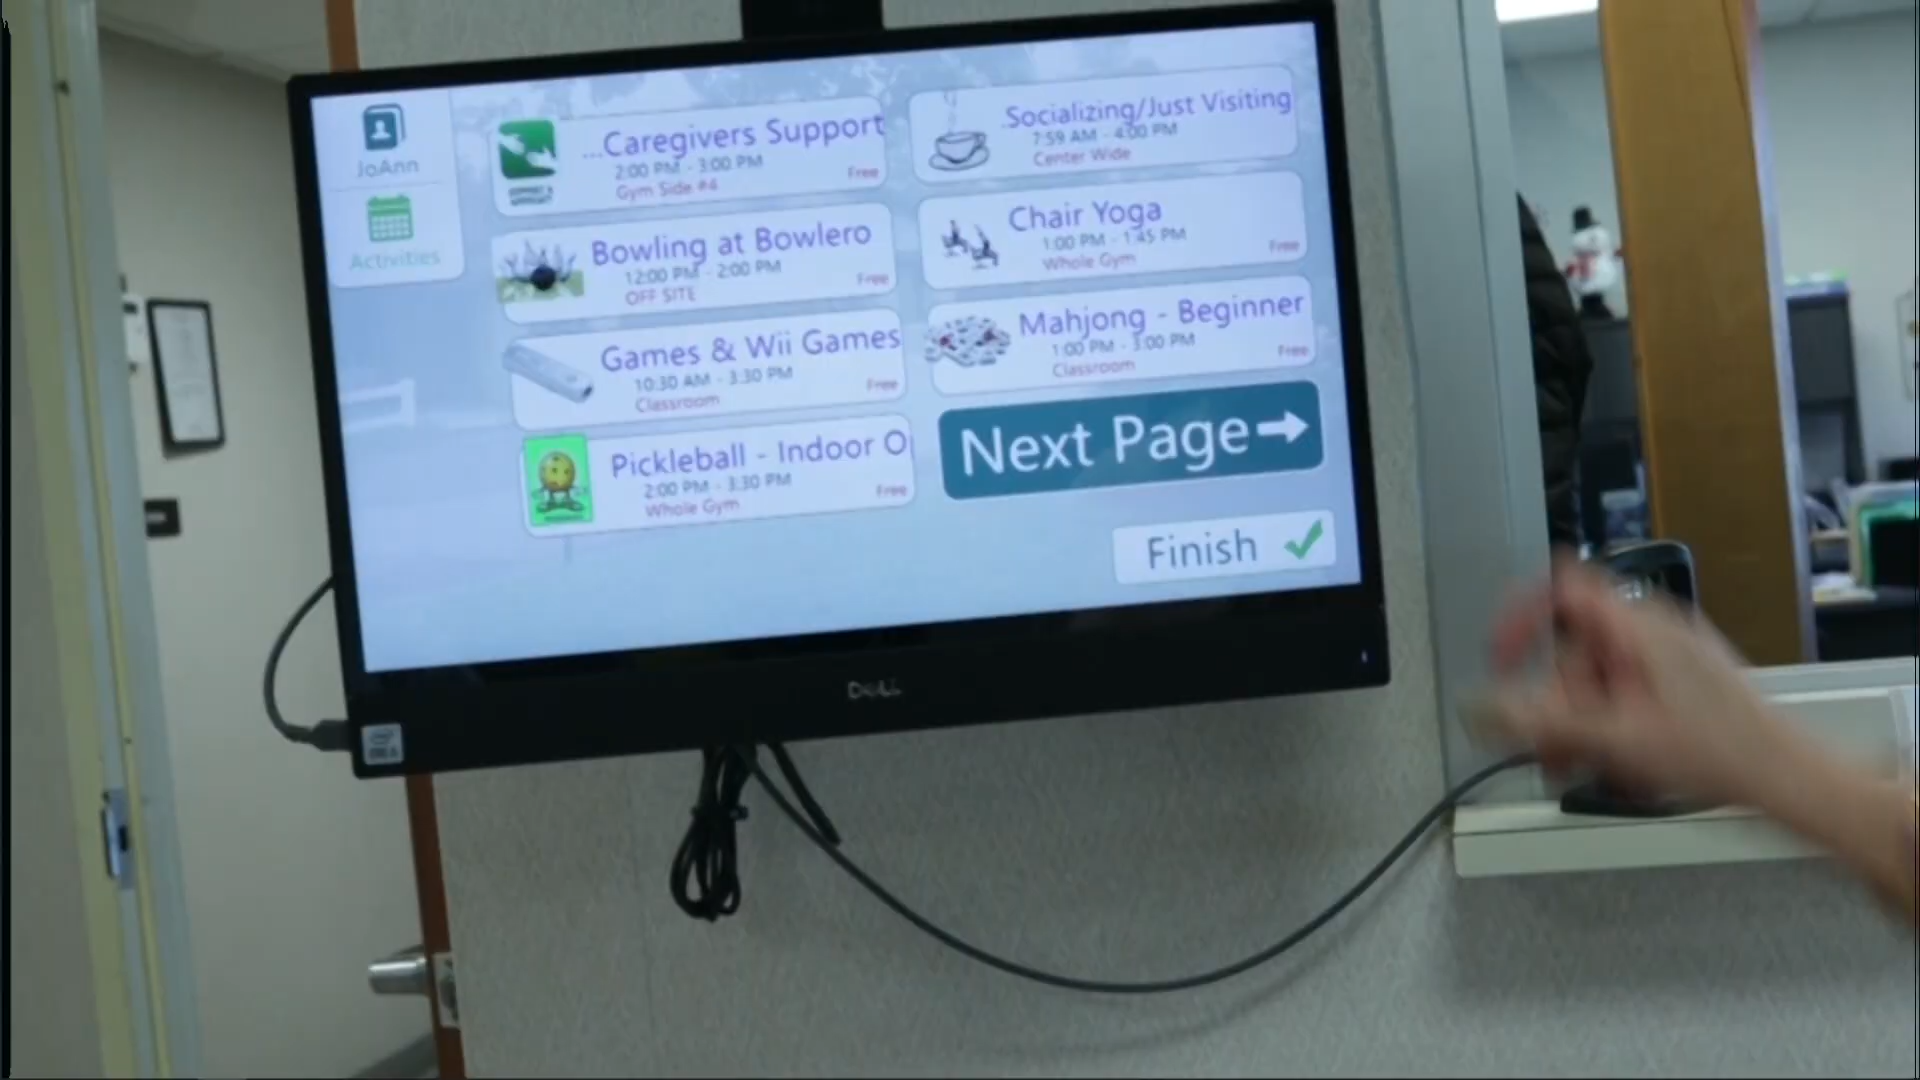 JoAnn
Activities
...Caregivers Support
2:00 PM - 3:00 PM
Gym Side #4
Free
Bowling at Bowlero
12:00 PM - 2:00 PM
OFF SITE
Free
Games & Wii Games
10:30 AM - 3:30 PM
Classroom
Free
Pickleball - Indoor O
2:00 PM - 3:30 PM
Whole Gym
Free
.Socializing/Just Visiting
7:59 AM - 4:00 PM
Center Wide
Chair Yoga
1:00 PM - 1:45 PM
Whole Gym
Free
Mahjong - Beginner
1:00 PM - 3:00 PM
Classroom
Free
Next Page
Finish
DELL